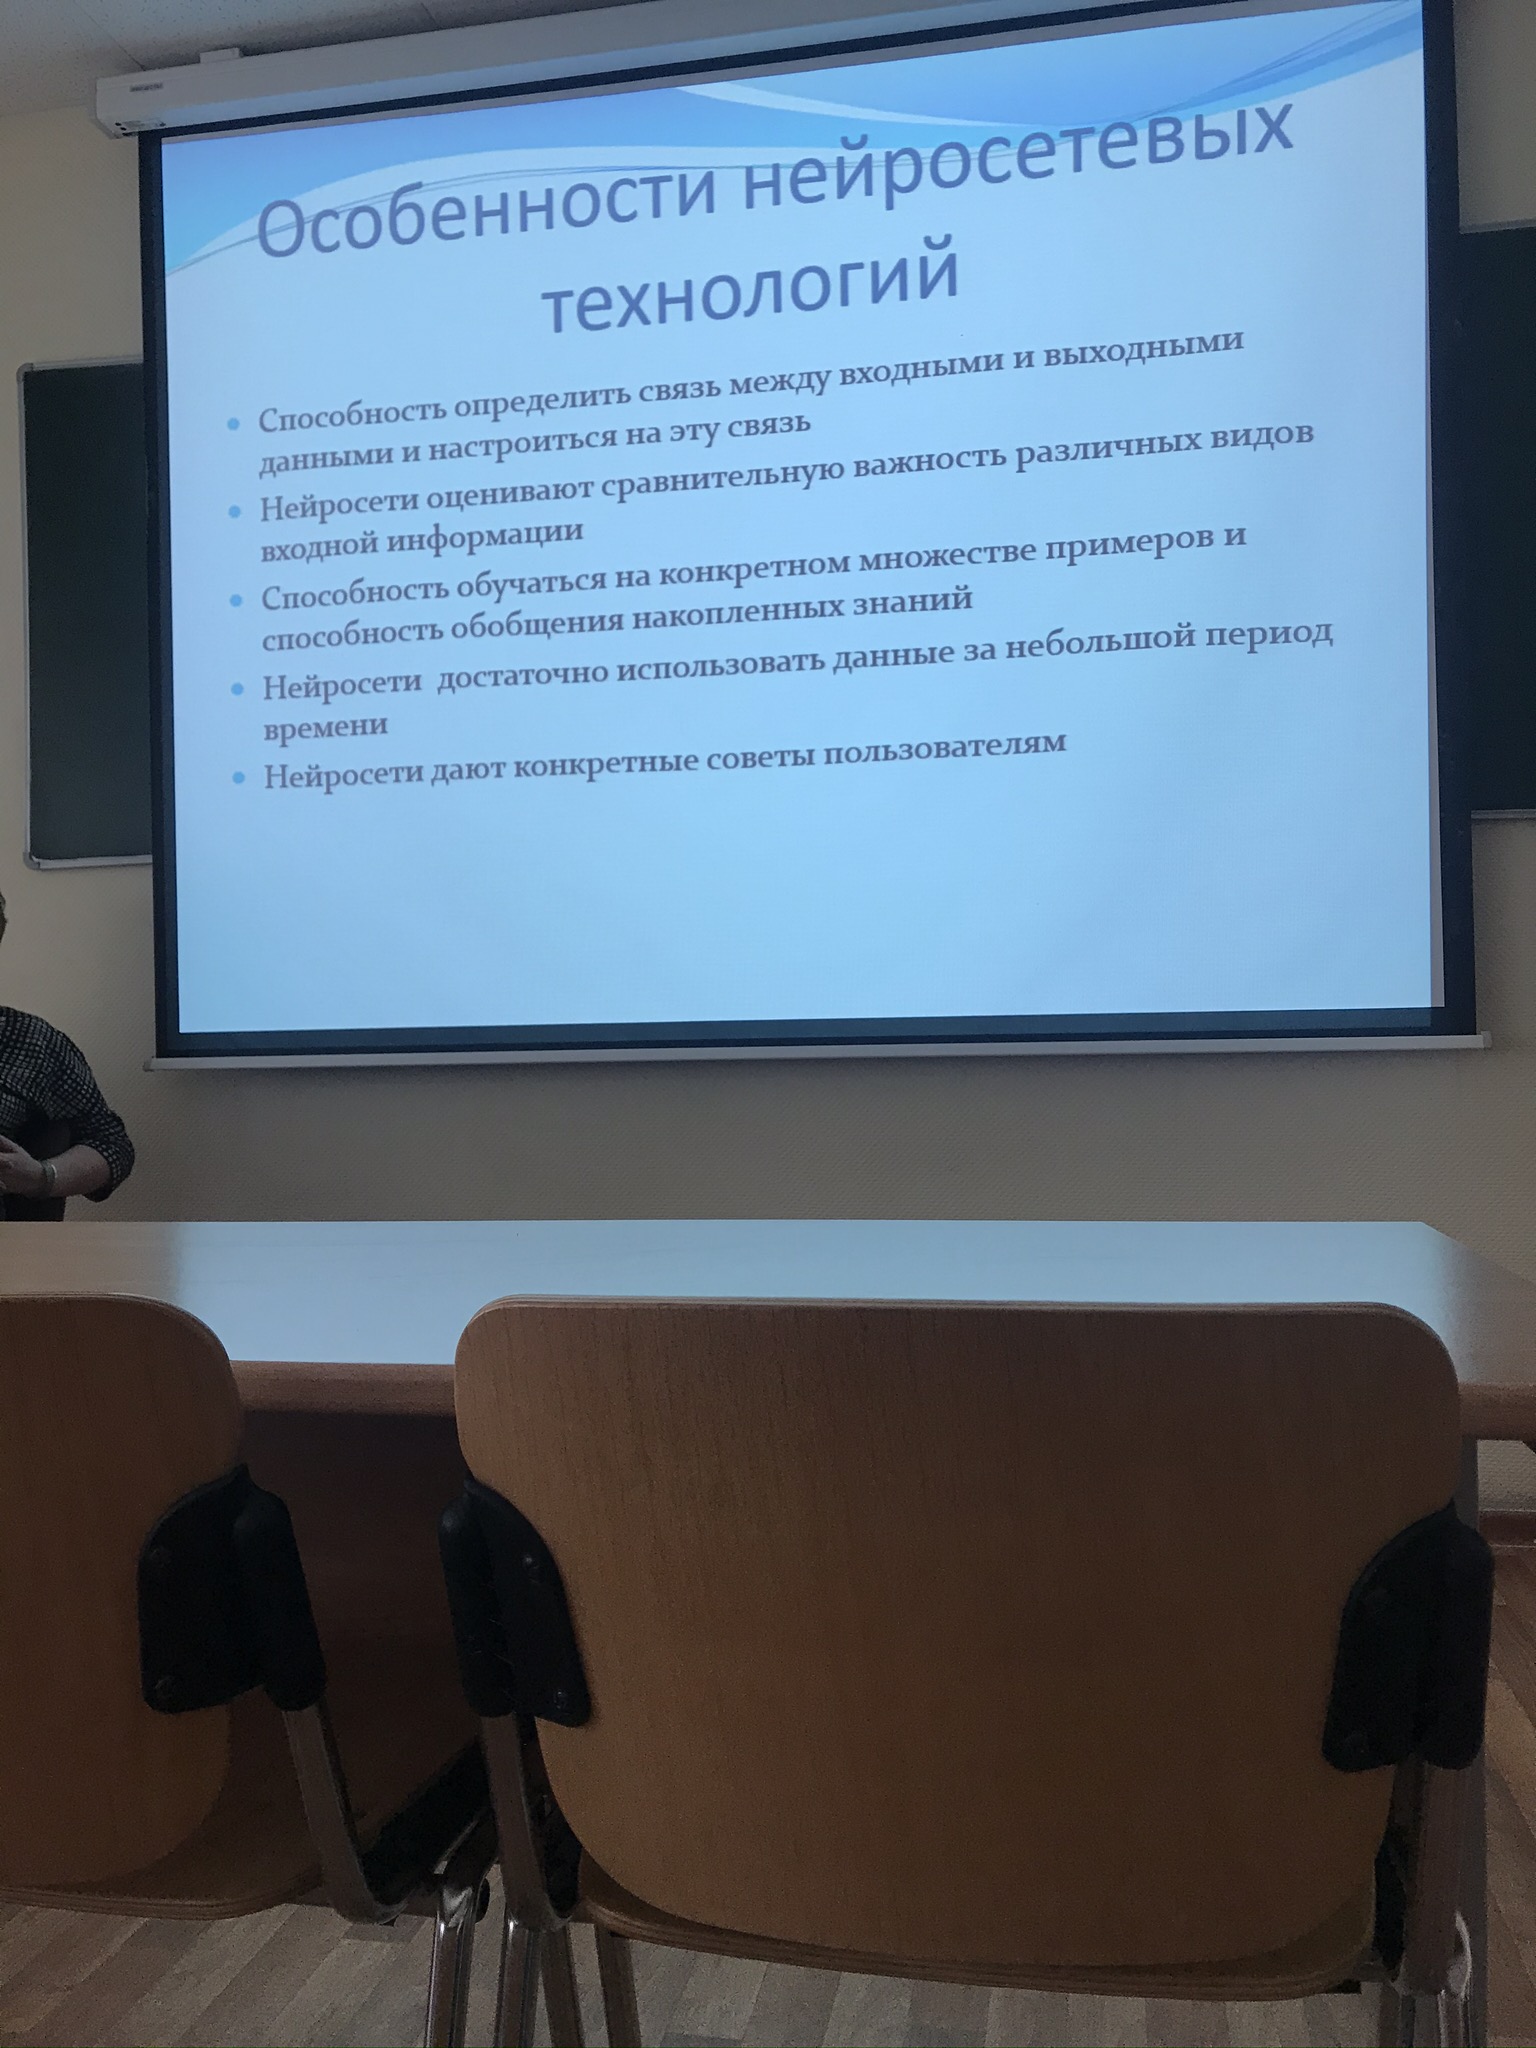 Особенности нейросетевых
технологий
• Способность определить связь между входными и выходными
данными и настроиться на эту связь
• Нейросети оценивают сравнительную важность различных видов
входной информации
• Способность обучаться на конкретном множестве примеров и
способность обобщения накопленных знаний
• Нейросети достаточно использовать данные за небольшой период
времени
• Нейросети дают конкретные советы пользователям